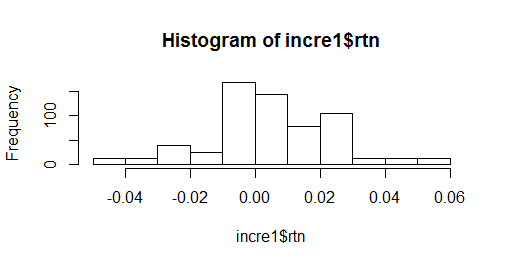 Histogram of incre1$rtn
Frequency
100
0
-0.04 -0.02 0.00 0.02 0.04 0.06
incre1$rtn